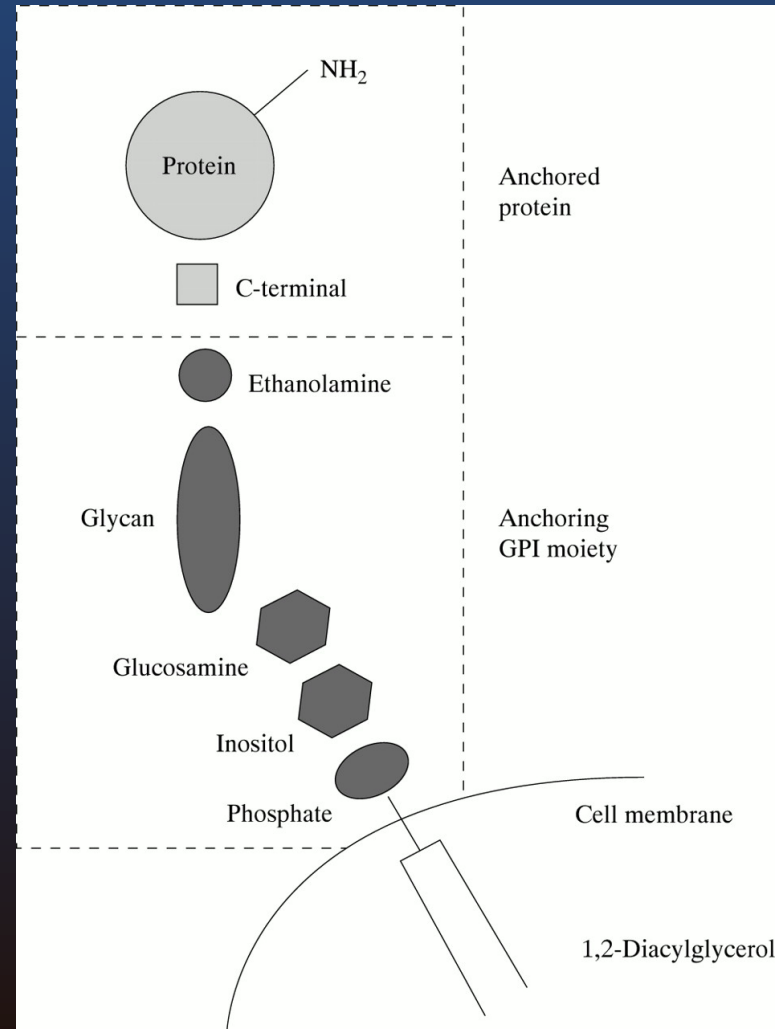 NH2
Protein
Anchored
protein
C-terminal
Ethanolamine
Glycan
Anchoring
GPI moiety
Glucosamine
Inositol
Phosphate
Cell membrane
1,2-Diacylglycerol